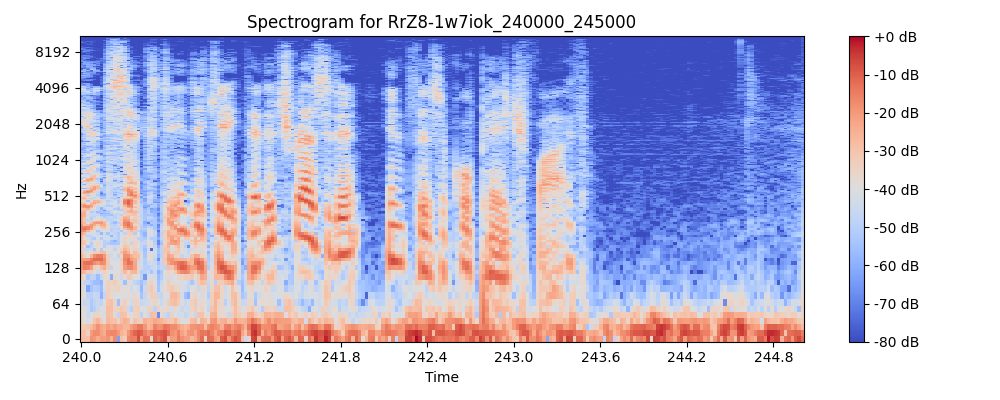 Spectrogram for RrZ8-1w7iok_240000_245000
Hz
8192
4096
2048
1024
512
256
128
64
0
240.0 240.6 241.2 241.8 242.4 243.0 243.6 244.2 244.8
Time
+0 dB
-10 dB
-20 dB
-30 dB
-40 dB
-50 dB
-60 dB
-70 dB
-80 dB